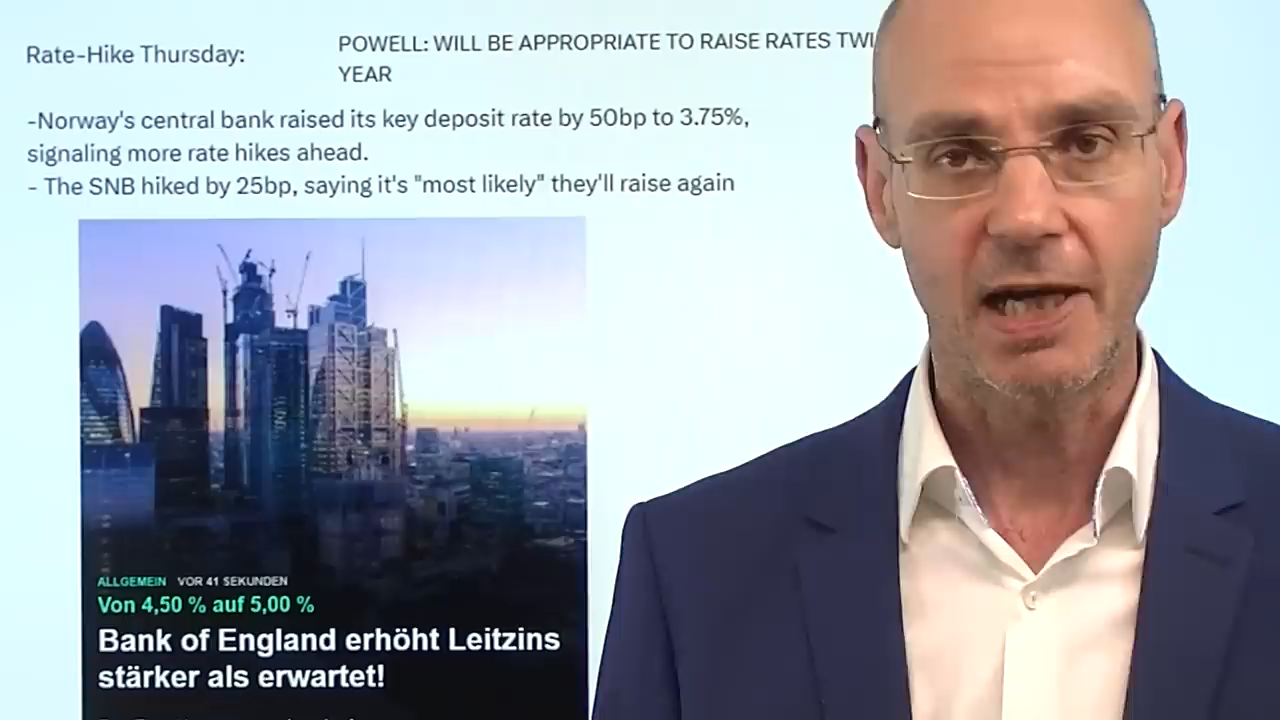 Rate-Hike Thursday:
POWELL: WILL BE APPROPRIATE TO RAISE RATES
YEAR
-Norway's central bank raised its key deposit rate by 50bp to 3.75%,
signaling more rate hikes ahead.
- The SNB hiked by 25bp, saying it's "most likely" they'll raise again
ALLGEMEIN VOR 41 SEKUNDEN
Von 4,50 % auf 5,00 %
Bank of England erhöht Leitzins
stärker als erwartet!